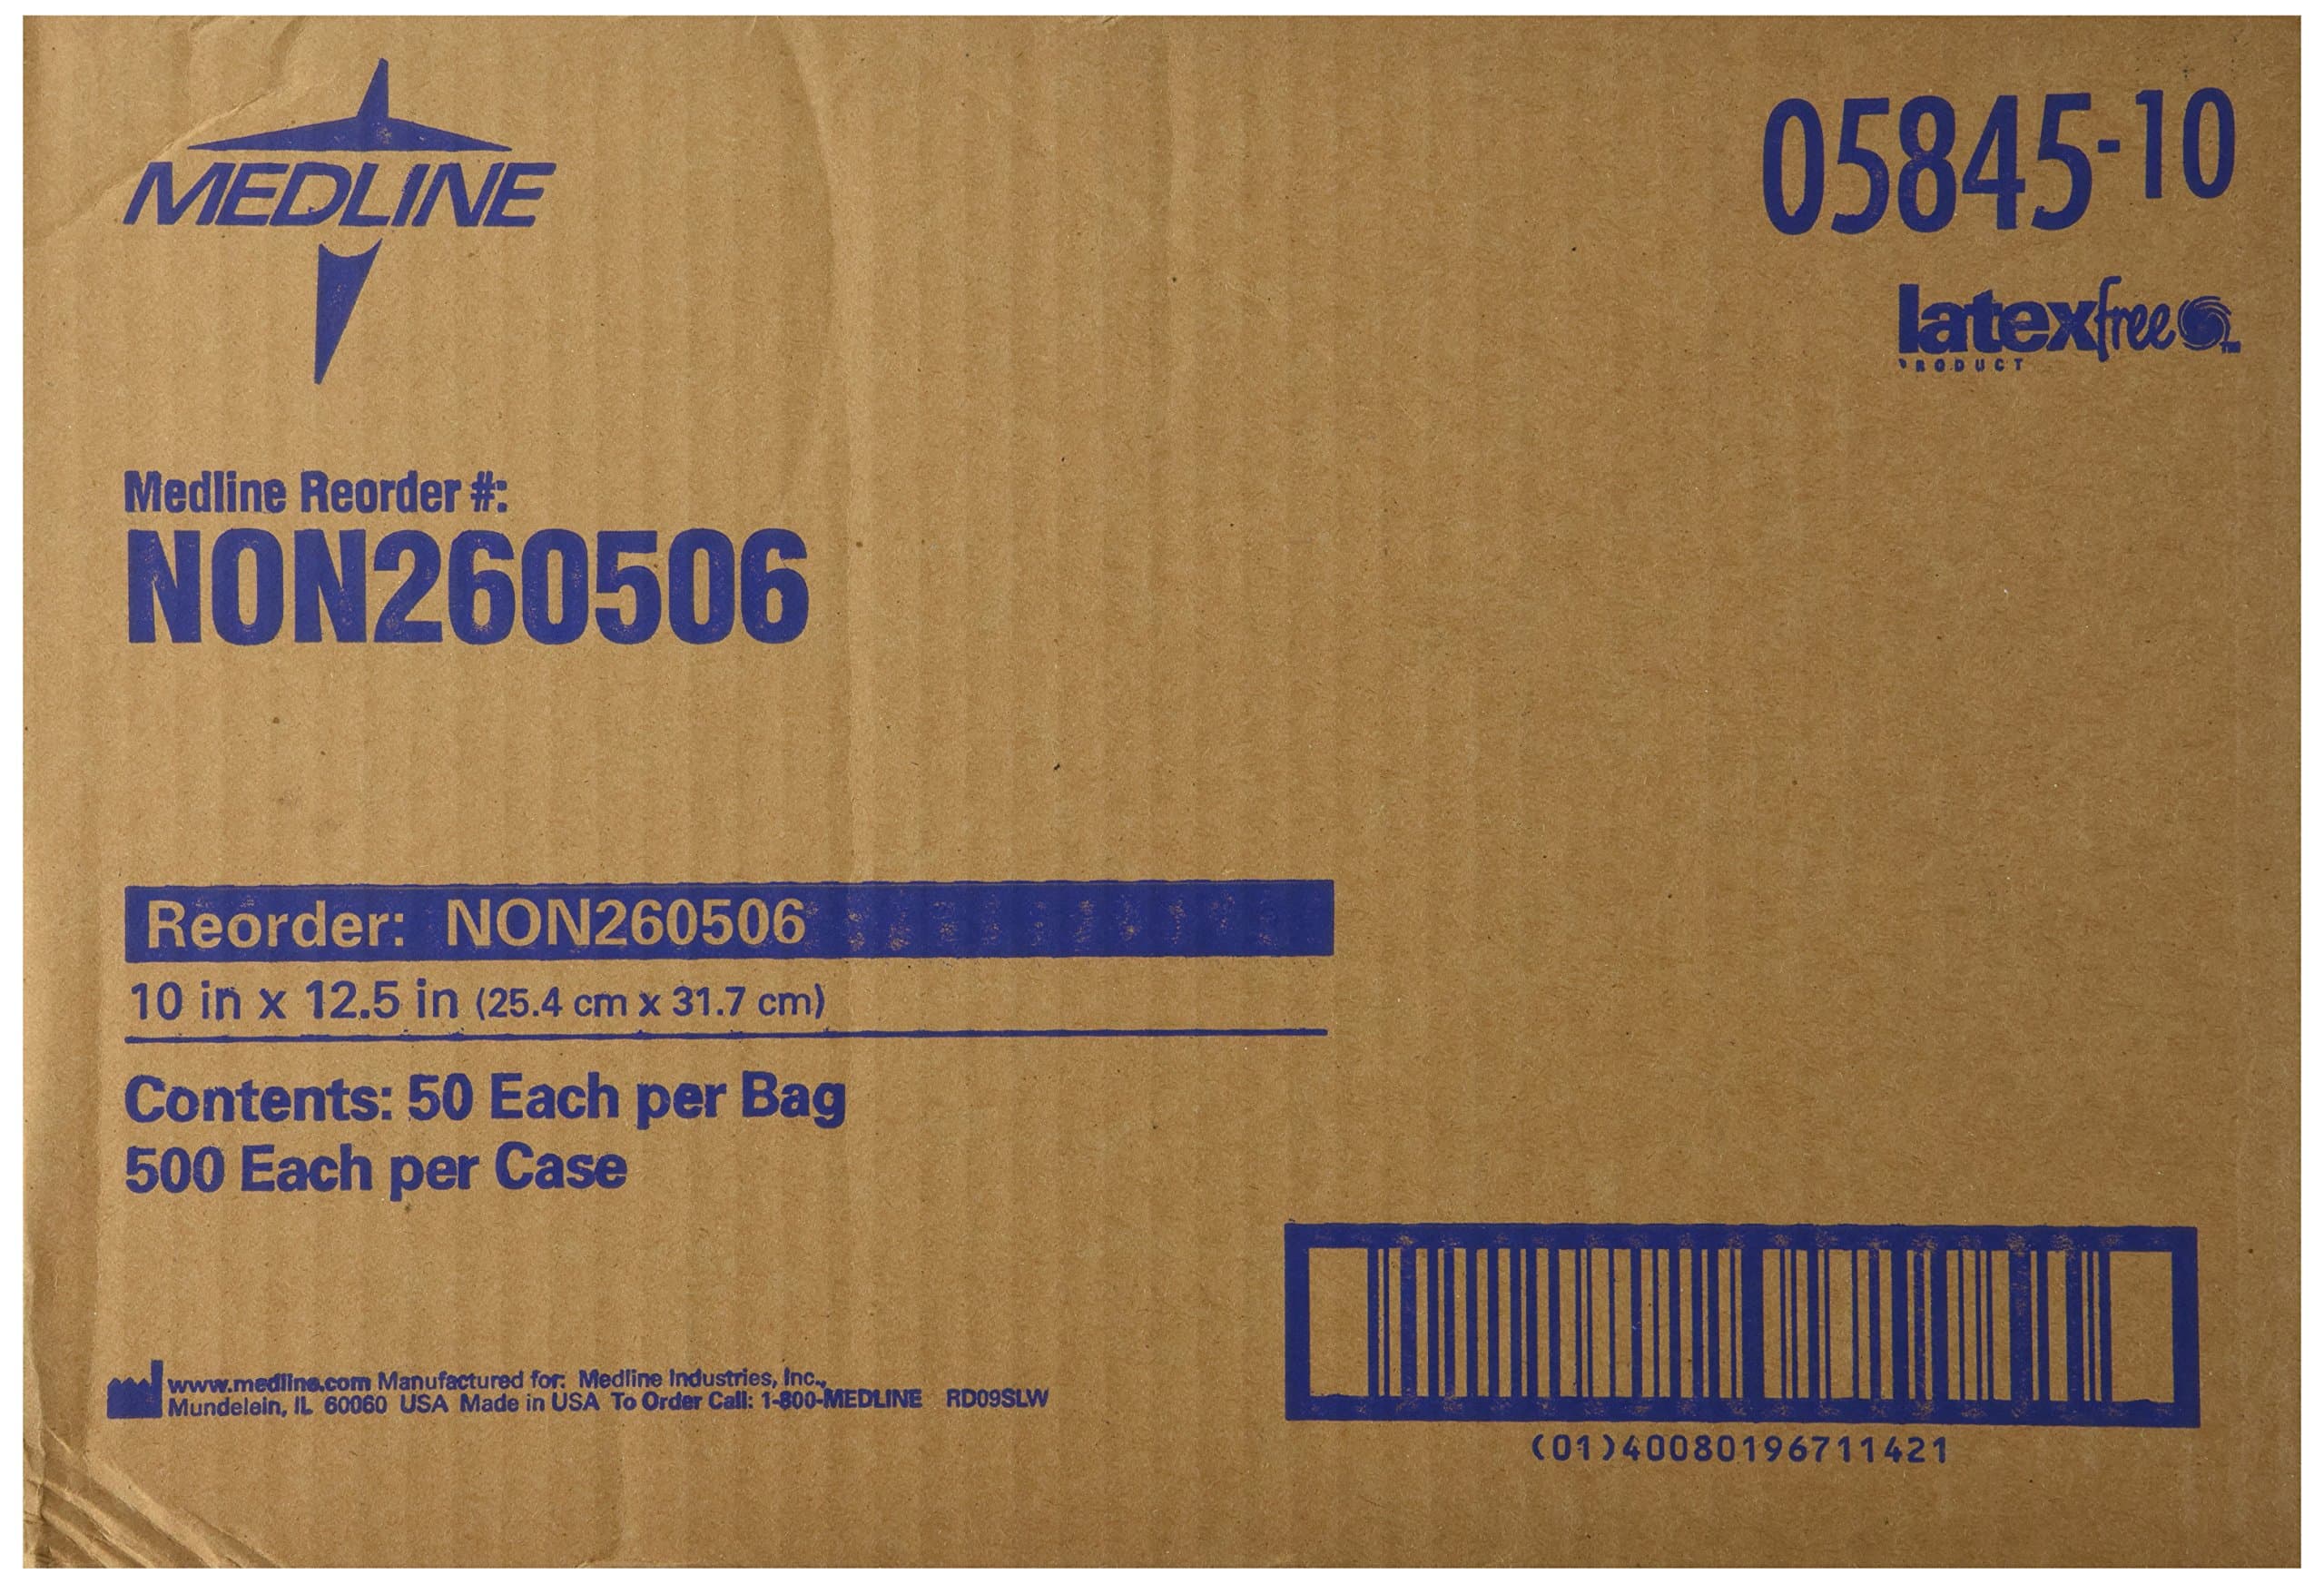 MEDLINE
05845-10
latexfree
PRODUCT
Medline Reorder #:
NON260506
Reorder: NON260506
10 in x 12.5 in (25.4 cm x 31.7 cm)
Contents: 50 Each per Bag
500 Each per Case
www.medline.com Manufactured for: Medline Industries, Inc.,
Mundelein, IL 60060 USA Made in USA To Order Call: 1-800-MEDLINE RD09SLW
(01)40080196711421